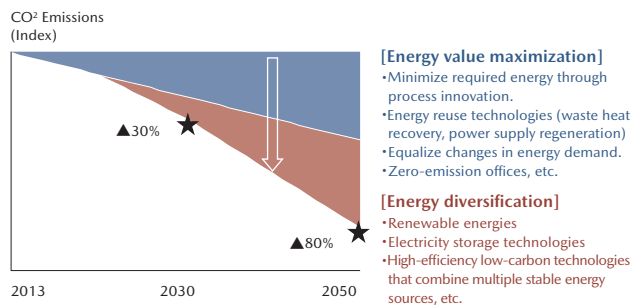 CO² Emissions
(Index)
[Energy value maximization]
•Minimize required energy through
process innovation.
•Energy reuse technologies (waste heat
recovery, power supply regeneration)
•Equalize changes in energy demand.
•Zero-emission offices, etc.
▲30%
[Energy diversification]
•Renewable energies
•Electricity storage technologies
•High-efficiency low-carbon technologies
that combine multiple stable energy
sources, etc.
▲80%
2013 2030 2050